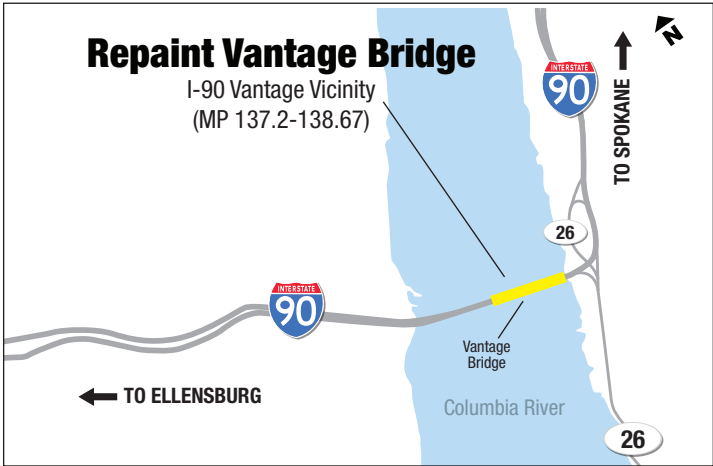 Repaint Vantage Bridge
I-90 Vantage Vicinity
(MP 137.2-138.67)
N
INTERSTATE
90
TO SPOKANE
26
INTERSTATE
90
Vantage
Bridge
TO ELLENSBURG
Columbia River
26